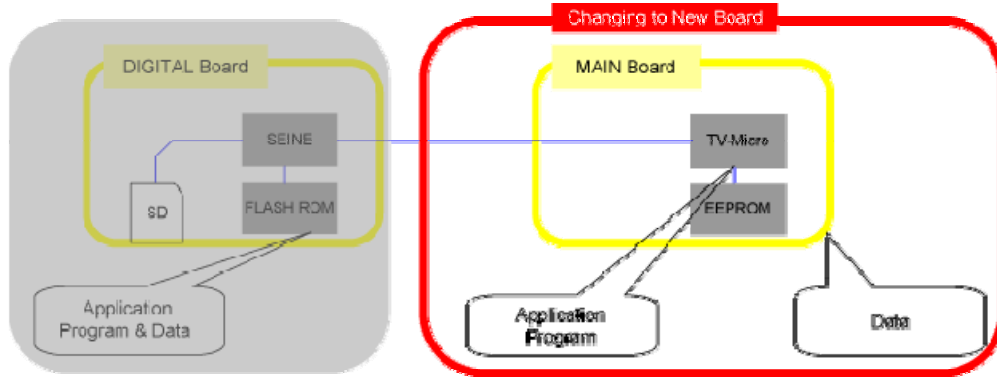 Changing to New Board
DIGITAL Board
MAIN Board
SEINE
TV-Micro
SD
FLASH ROM
EEPROM
Application
Program & Data
Application
Program
Data